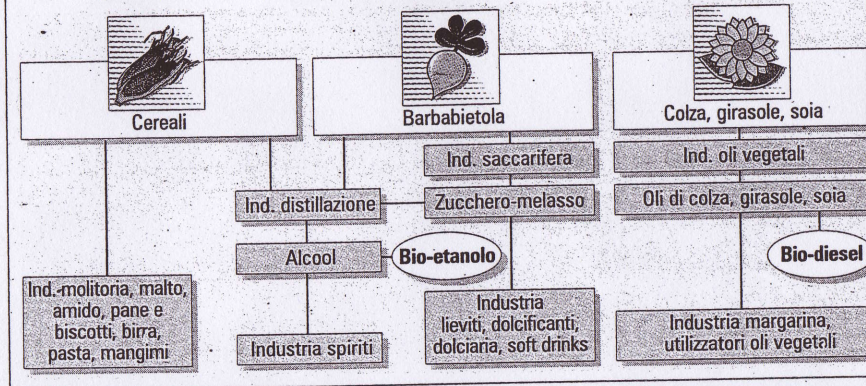 Cereali
Barbabietola
Colza, girasole, soia
Ind. saccarifera
Ind. oli vegetali
Ind. distillazione
Zucchero-melasso
Oli di colza, girasole, soia
Alcool
Bio-etanolo
Bio-diesel
Ind. molitoria, malto,
amido, pane e
biscotti, birra,
pasta, mangimi
Industria spiriti
Industria
lieviti, dolcificanti,
dolciaria, soft drinks
Industria margarina,
utilizzatori oli vegetali